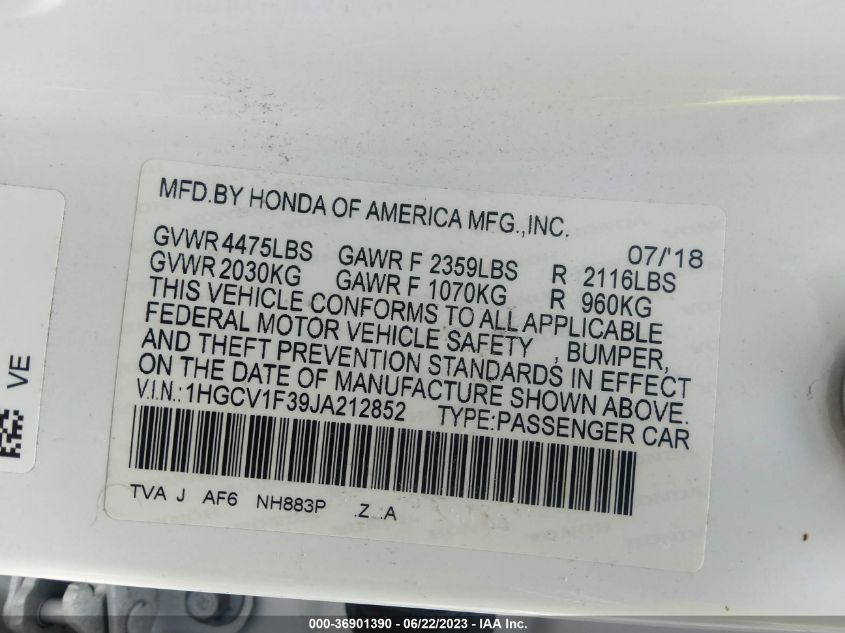 MFD.BY HONDA OF AMERICA MFG.,INC.
07/'18
GVWR 4475LBS GAWR F 2359LBS R 2116LBS
GVWR 2030KG GAWR F 1070KG R 960KG
THIS VEHICLE CONFORMS TO ALL APPLICABLE
FEDERAL MOTOR VEHICLE SAFETY , BUMPER,
AND THEFT PREVENTION STANDARDS IN EFFECT
ON THE DATE OF MANUFACTURE SHOWN ABOVE.
V.I.N.:1HGCV1F39JA212852 TYPE:PASSENGER CAR
TVA J AF6 NH883P .Z .A
VE
000-36901390 - 06/22/2023 - IAA Inc.